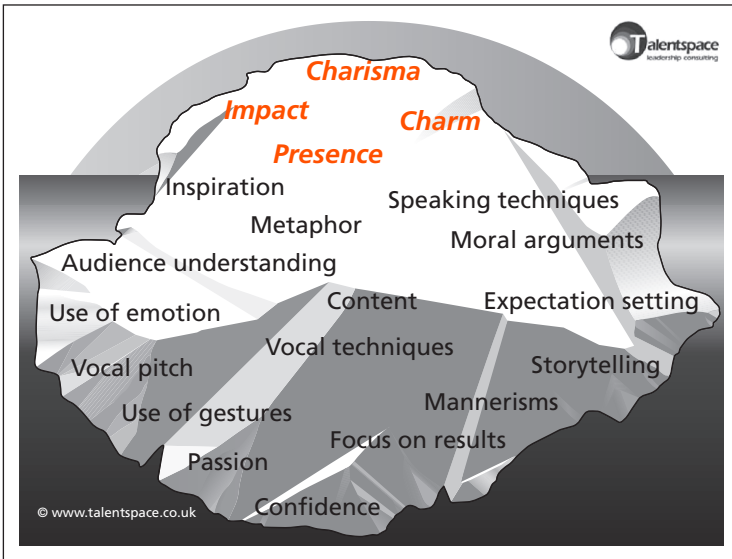 Talentspace
leadership consulting
Charisma
Impact
Charm
Presence
Inspiration
Speaking techniques
Metaphor
Moral arguments
Audience understanding
Content
Expectation setting
Use of emotion
Vocal techniques
Storytelling
Vocal pitch
Mannerisms
Use of gestures
Focus on results
Passion
Confidence
© www.talentspace.co.uk